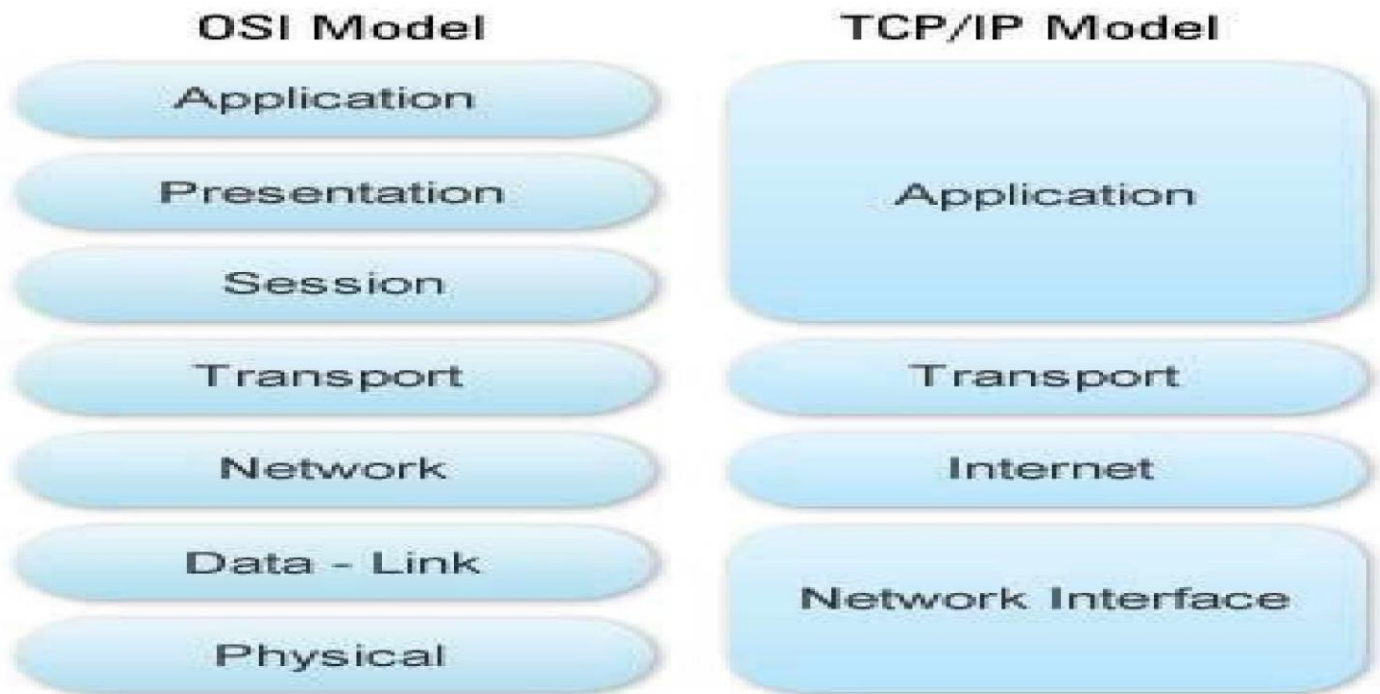 OSI Model
Application
Presentation
Session
Transport
Network
Data - Link
Physical
TCP/IP Model
Application
Transport
Internet
Network Interface